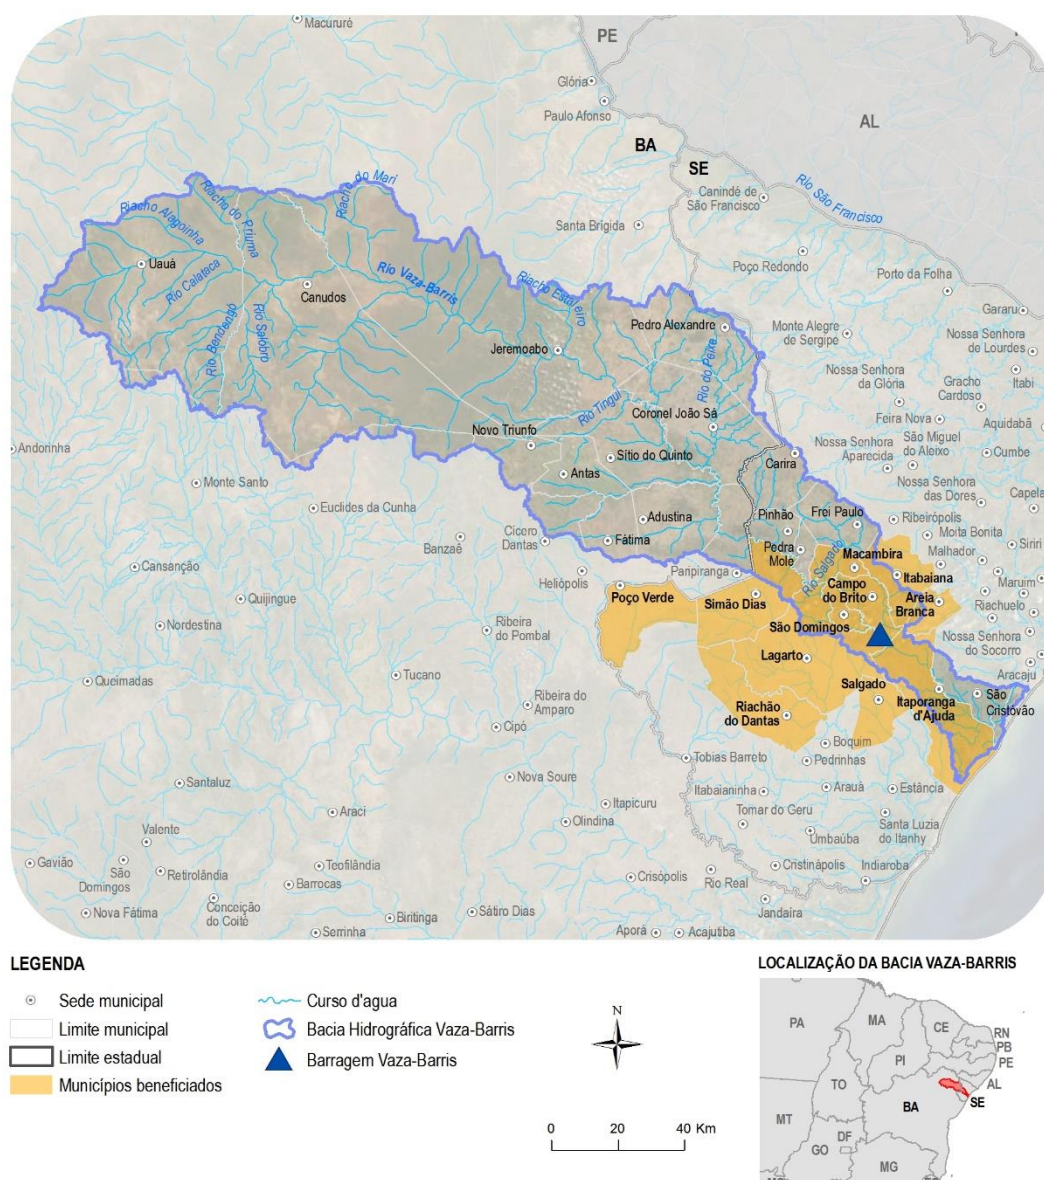 Macururé
PE
Glória
Paulo Afonso
AL
BA
SE
Rio São Francisco
Canindé de
São Francisco
Santa Brígida
Poço Redondo
Porto da Folha
Gararu
Riacho do Mari
Riacho do Priuma
Riacho Alagoinha
Uauá
Rio Calataca
Canudos
Rio Vaza-Barris
Riacho Estaleiro
Rio Bendengó
Rio Salobro
Jeremoabo
Pedro Alexandre
Rio do Peixe
Monte Alegre
de Sergipe
Nossa Senhora
de Lourdes
Nossa Senhora
da Glória
Gracho
Cardoso
Itabi
Rio Tingui
Coronel João Sá
Feira Nova
Aquidabã
Novo Triunfo
Sítio do Quinto
Antas
Carira
Nossa Senhora
Aparecida
São Miguel
do Aleixo
Cumbe
Andorinha
Monte Santo
Euclides da Cunha
Nossa Senhora
das Dores
Capela
Adustina
Pinhão
Frei Paulo
Ribeirópolis
Moita Bonita
Siriri
Banzaê
Cícero
Dantas
Fátima
Pedra
Mole
Rio Salgado
Macambira
Malhador
Cansanção
Heliópolis
Paripiranga
Itabaiana
Maruim
Quijingue
Poço Verde
Simão Dias
Campo
do Brito
Areia
Branca
Riachuelo
Nordestina
Ribeira
do Pombal
São Domingos
Nossa Senhora
do Socorro
Lagarto
Aracaju
Queimadas
Tucano
Salgado
São
Cristóvão
Itaporanga
d'Ajuda
Ribeira do
Amparo
Riachão
do Dantas
Cipó
Boquim
Pedrinhas
Tobias Barreto
Santaluz
Nova Soure
Itabaianinha
Arauá
Estância
Araci
Itapicuru
Olindina
Tomar do Geru
Santa Luzia
do Itanhy
Umbaúba
Valente
Gavião
São
Domingos
Retirolândia
Teofilândia
Barrocas
Crisópolis
Rio Real
Cristinápolis
Indiaroba
Nova Fátima
Conceição
do Coité
Biritinga
Sátiro Dias
Jandaíra
Serrinha
Aporá
Acajutiba
LEGENDA
Sede municipal
Limite municipal
Limite estadual
Municípios beneficiados
Curso d'agua
Bacia Hidrográfica Vaza-Barris
Barragem Vaza-Barris
N
0 20 40 Km
LOCALIZAÇÃO DA BACIA VAZA-BARRIS
PA
MA
CE
RN
PB
PE
PI
AL
TO
SE
BA
MT
DF
GO
MG